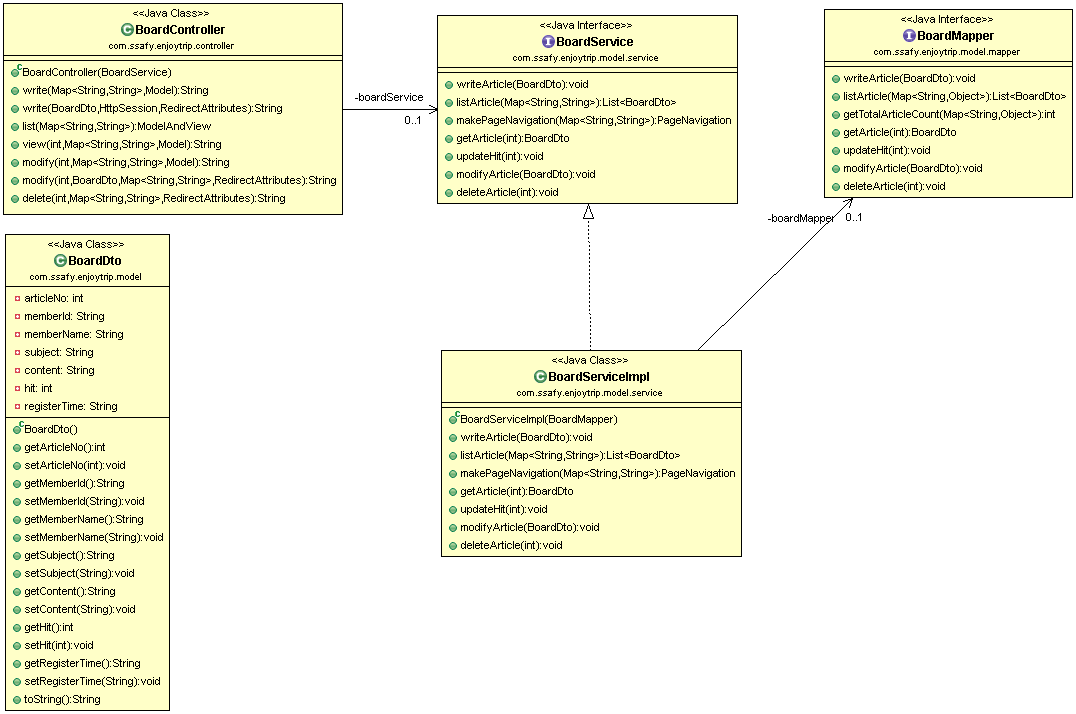 <<Java Class>>
BoardController
com.ssafy.enjoytrip.controller
BoardController(BoardService)
write(Map<String,String>,Model):String
write(BoardDto,HttpSession,RedirectAttributes):String
list(Map<String,String>):ModelAndView
view(int,Map<String,String>,Model):String
modify(int,Map<String,String>,Model):String
modify(int,BoardDto,Map<String,String>,RedirectAttributes):String
delete(int,Map<String,String>,RedirectAttributes):String
-boardService
0..1
<<Java Interface>>
BoardService
com.ssafy.enjoytrip.model.service
writeArticle(BoardDto):void
listArticle(Map<String,String>):List<BoardDto>
makePageNavigation(Map<String,String>):PageNavigation
getArticle(int):BoardDto
updateHit(int):void
modifyArticle(BoardDto):void
deleteArticle(int):void
<<Java Interface>>
BoardMapper
com.ssafy.enjoytrip.model.mapper
writeArticle(BoardDto):void
listArticle(Map<String,Object>):List<BoardDto>
getTotalArticleCount(Map<String,Object>):int
getArticle(int):BoardDto
updateHit(int):void
modifyArticle(BoardDto):void
deleteArticle(int):void
-boardMapper
0..1
<<Java Class>>
BoardDto
com.ssafy.enjoytrip.model
articleNo: int
memberId: String
memberName: String
subject: String
content: String
hit: int
registerTime: String
BoardDto()
getArticleNo():int
setArticleNo(int):void
getMemberId():String
setMemberId(String):void
getMemberName():String
setMemberName(String):void
getSubject():String
setSubject(String):void
getContent():String
setContent(String):void
getHit():int
setHit(int):void
getRegisterTime():String
setRegisterTime(String):void
toString():String
<<Java Class>>
BoardServiceImpl
com.ssafy.enjoytrip.model.service
BoardServiceImpl(BoardMapper)
writeArticle(BoardDto):void
listArticle(Map<String,String>):List<BoardDto>
makePageNavigation(Map<String,String>):PageNavigation
getArticle(int):BoardDto
updateHit(int):void
modifyArticle(BoardDto):void
deleteArticle(int):void